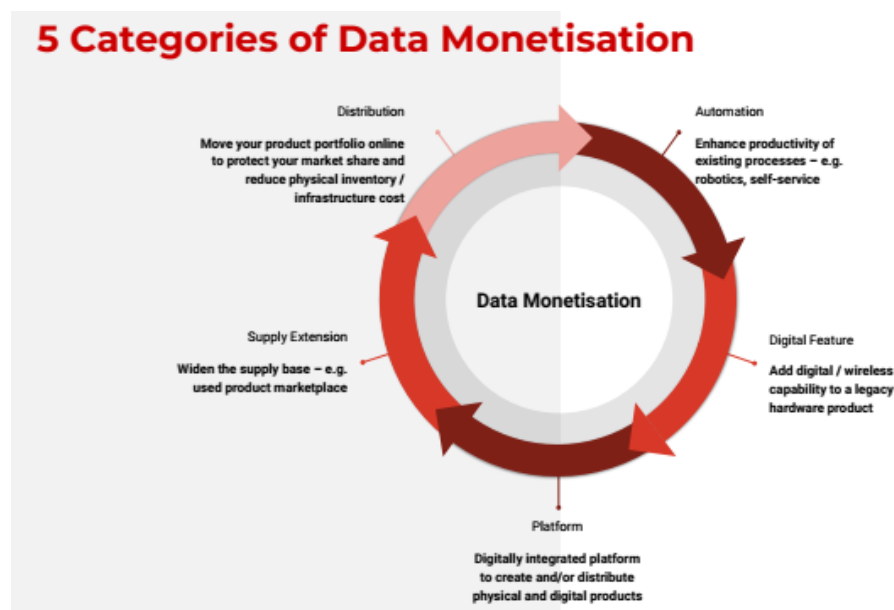 5 Categories of Data Monetisation
Distribution
Move your product portfolio online
to protect your market share and
reduce physical inventory /
infrastructure cost
Automation
Enhance productivity of
existing processes – e.g.
robotics, self-service
Data Monetisation
Supply Extension
Widen the supply base – e.g.
used product marketplace
Digital Feature
Add digital / wireless
capability to a legacy
hardware product
Platform
Digitally integrated platform
to create and/or distribute
physical and digital products